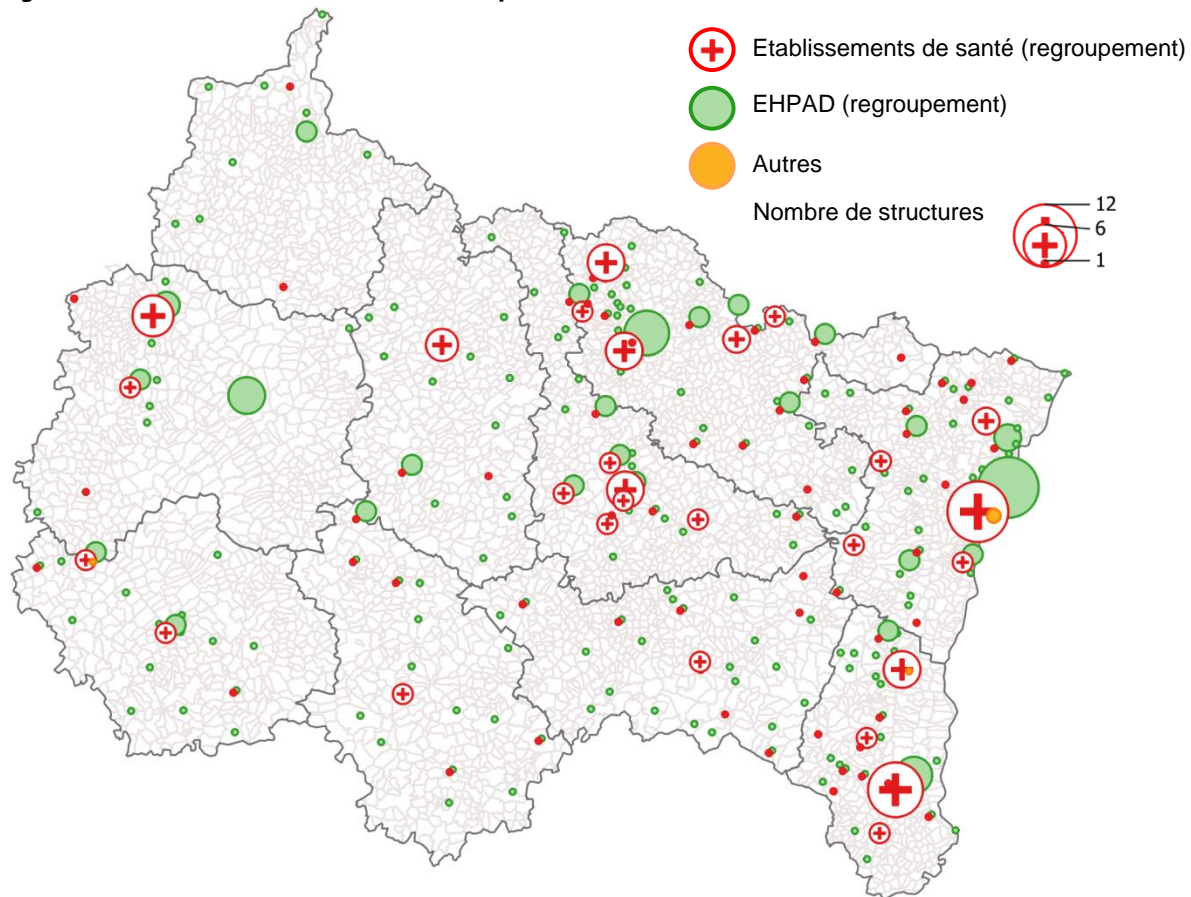 Etablissements de santé (regroupement)
EHPAD (regroupement)
Autres
Nombre de structures
12
6
1